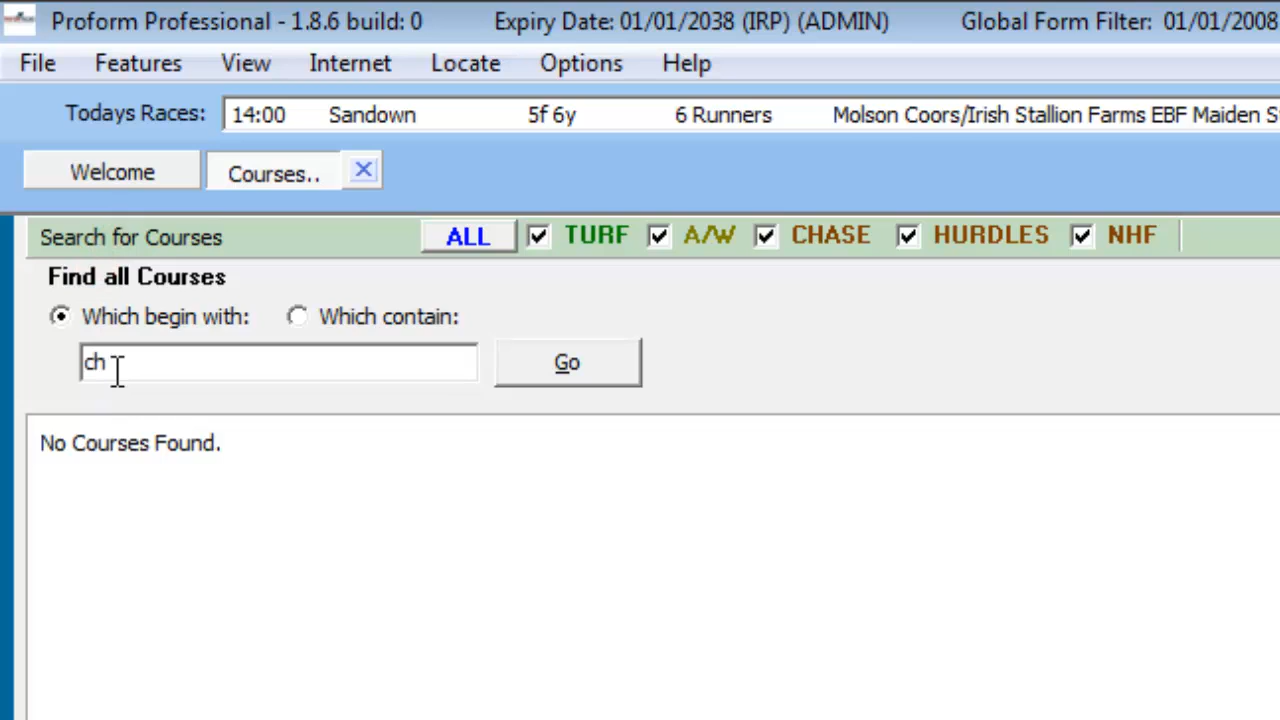 Proform Professional - 1.8.6 build: 0 Expiry Date: 01/01/2038 (IRP) (ADMIN) Global Form Filter: 01/01/2008
File Features View Internet Locate Options Help
Todays Races: 14:00 Sandown 5f 6y 6 Runners Molson Coors/Irish Stallion Farms EBF Maiden S
Welcome Courses..
Search for Courses ALL TURF A/W CHASE HURDLES NHF
Find all Courses
Which begin with: Which contain:
ch Go
No Courses Found.